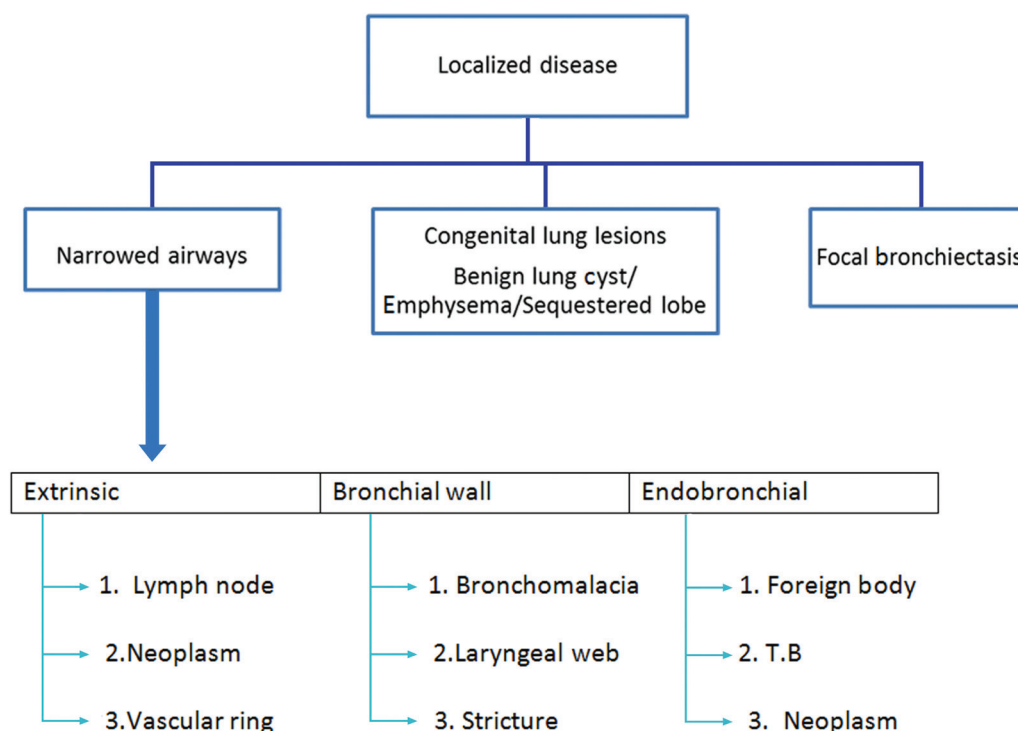 Localized disease
Narrowed airways
Congenital lung lesions
Benign lung cyst/
Emphysema/Sequestered lobe
Focal bronchiectasis
Extrinsic
Bronchial wall
Endobronchial
1. Lymph node
1. Bronchomalacia
1. Foreign body
2.Neoplasm
2.Laryngeal web
2. T.B
3.Vascular ring
3. Stricture
3. Neoplasm